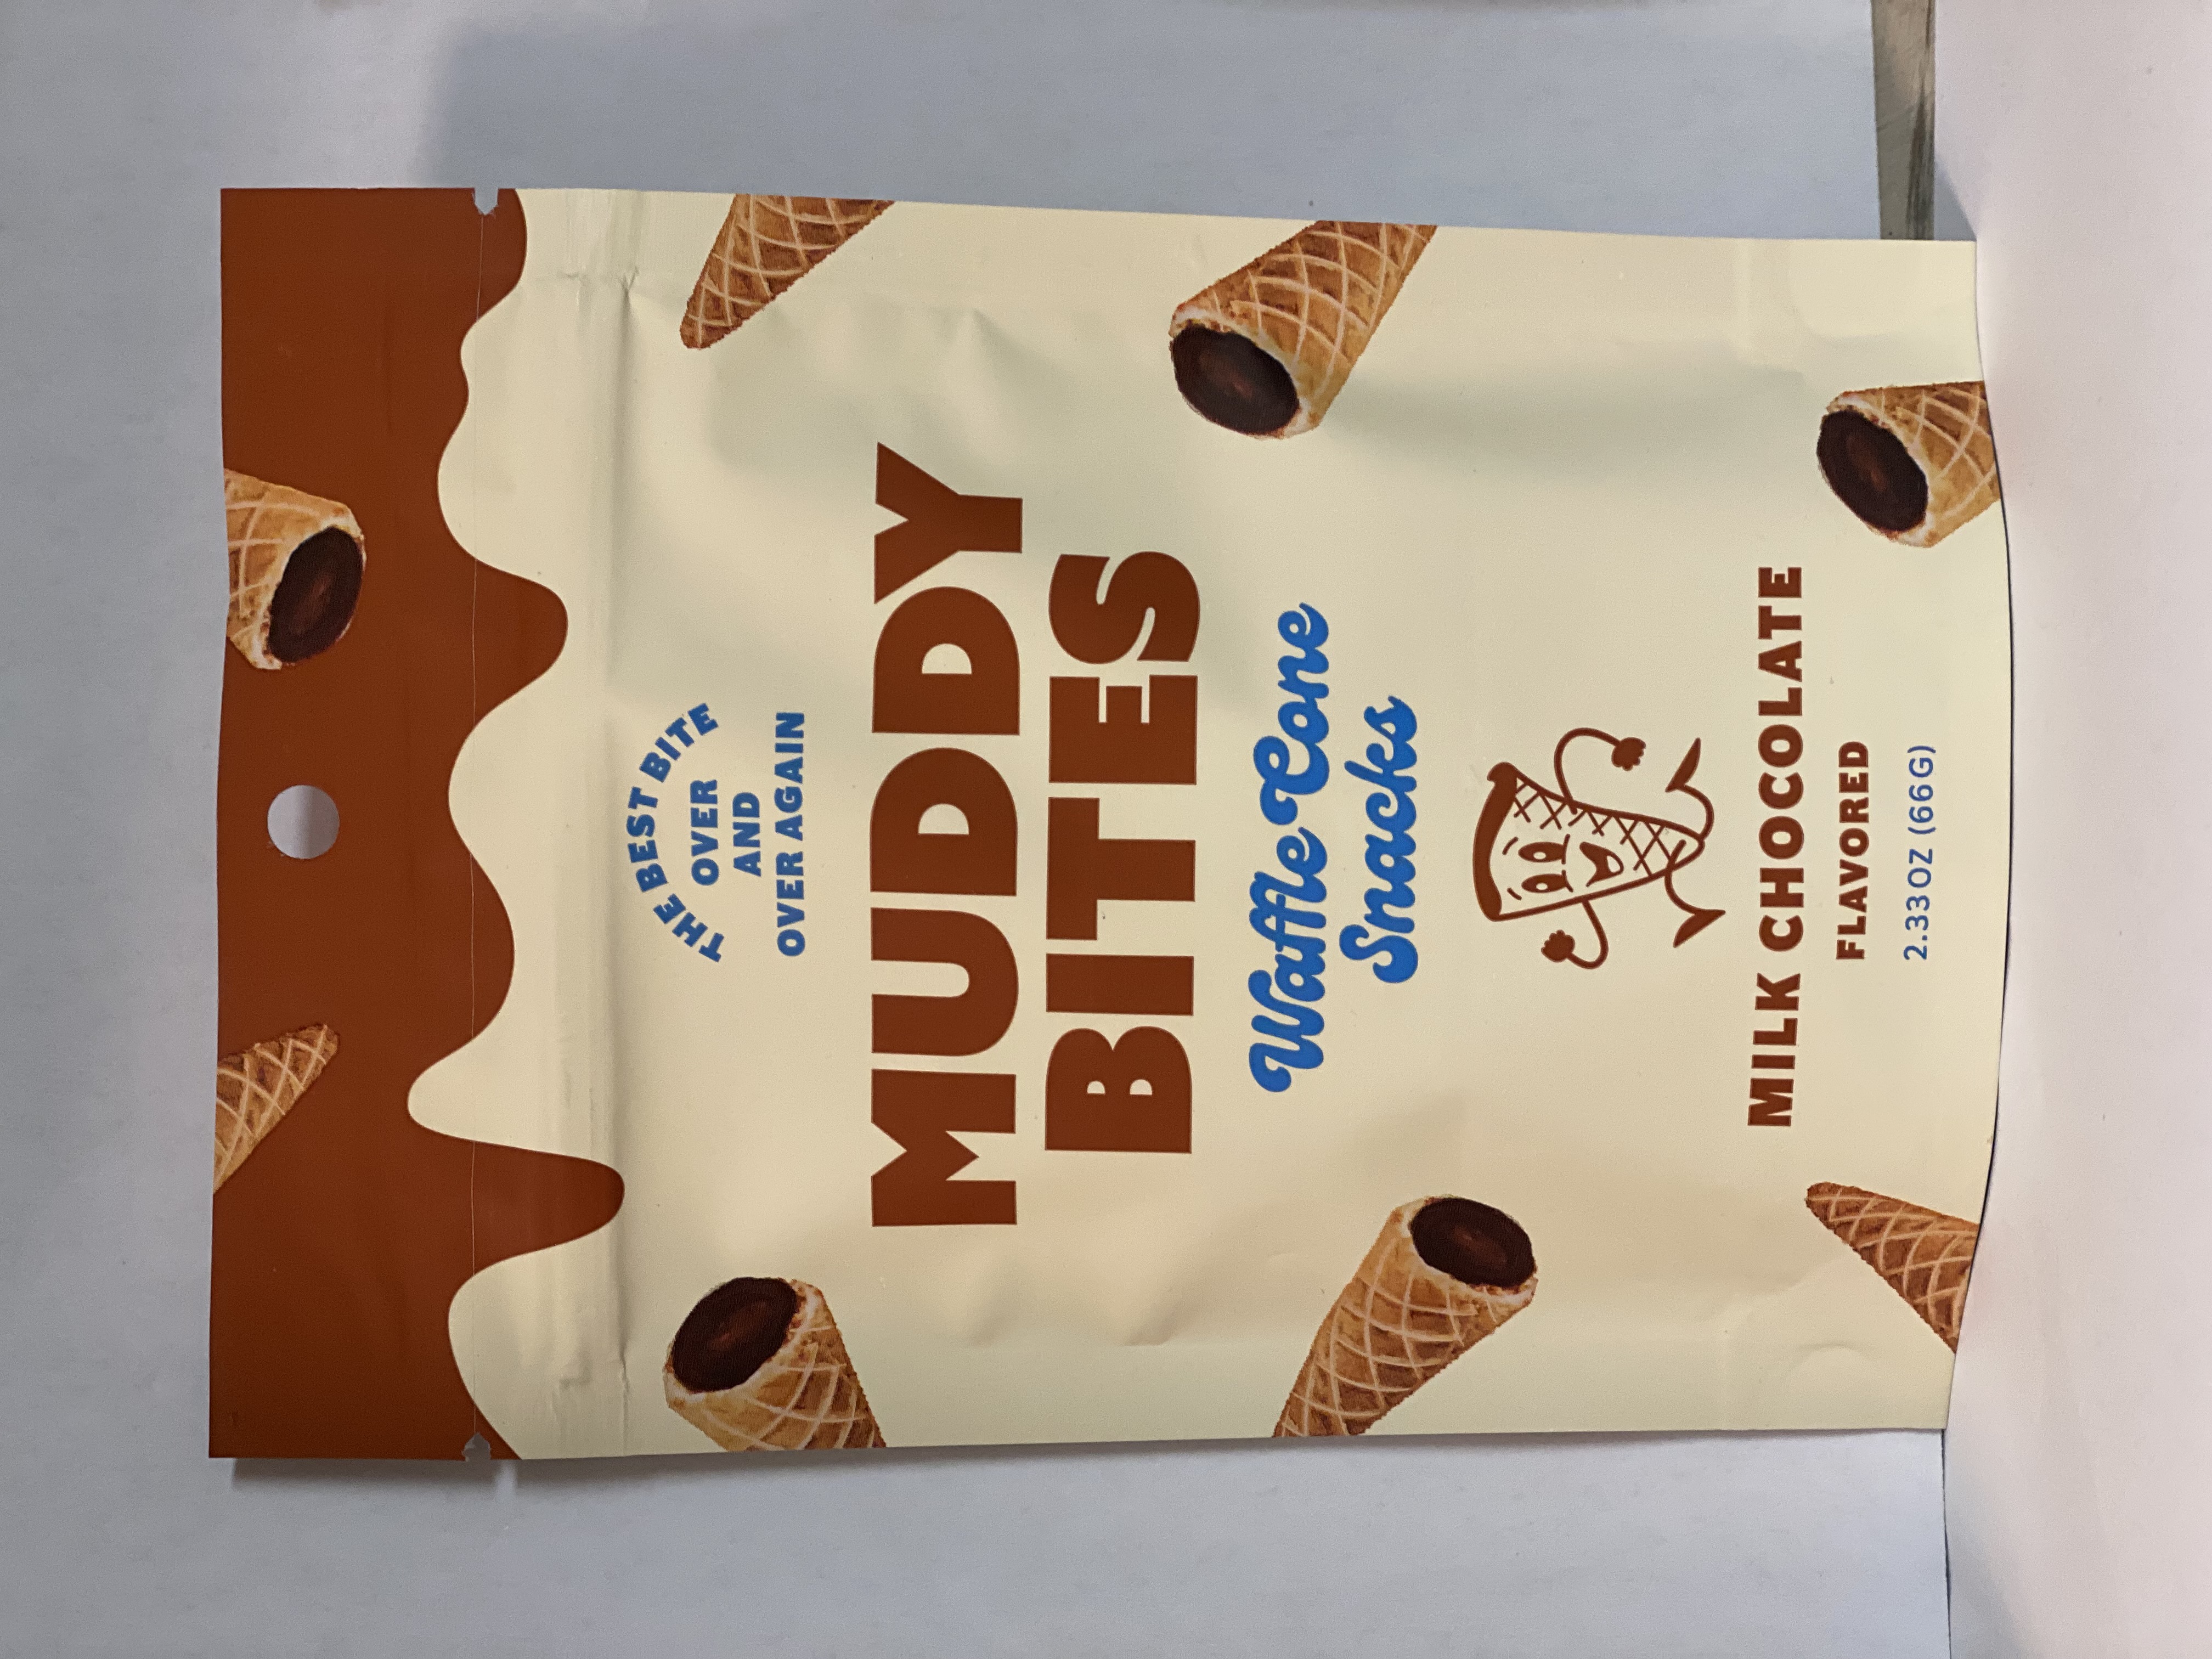 THE BEST BITE
OVER
AND
OVER AGAIN
MUDDY
BITES
Waffle Cone
Snacks
MILK CHOCOLATE
FLAVORED
2.33OZ (66G)